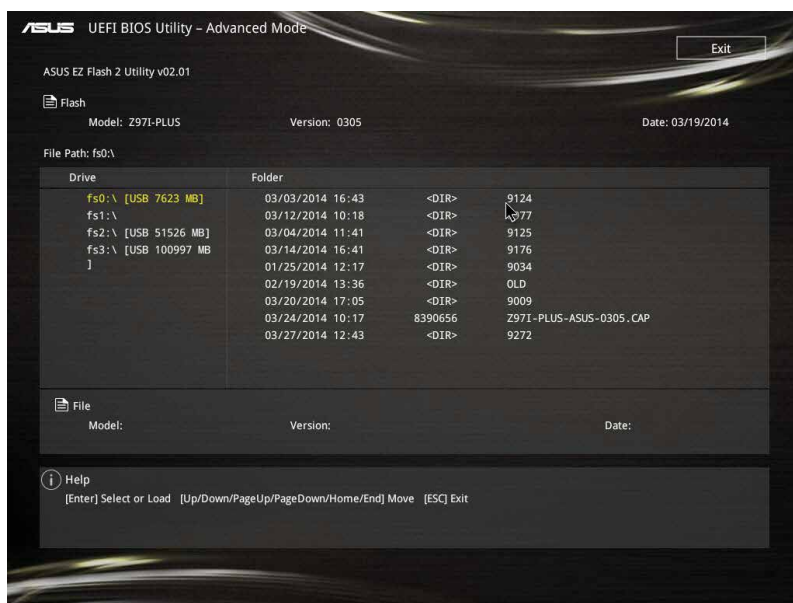 ASUS UEFI BIOS Utility – Advanced Mode
Exit
ASUS EZ Flash 2 Utility v02.01
Flash
Model: Z97I-PLUS Version: 0305 Date: 03/19/2014
File Path: fs0:\
Drive Folder
fs0:\ [USB 7623 MB] 03/03/2014 16:43 <DIR> 9124
fs1:\ 03/12/2014 10:18 <DIR> 9077
fs2:\ [USB 51526 MB] 03/04/2014 11:41 <DIR> 9125
fs3:\ [USB 100997 MB 03/14/2014 16:41 <DIR> 9176
] 01/25/2014 12:17 <DIR> 9034
02/19/2014 13:36 <DIR> OLD
03/20/2014 17:05 <DIR> 9009
03/24/2014 10:17 8390656 Z97I-PLUS-ASUS-0305.CAP
03/27/2014 12:43 <DIR> 9272
File
Model: Version: Date:
i Help
[Enter] Select or Load [Up/Down/PageUp/PageDown/Home/End] Move [ESC] Exit